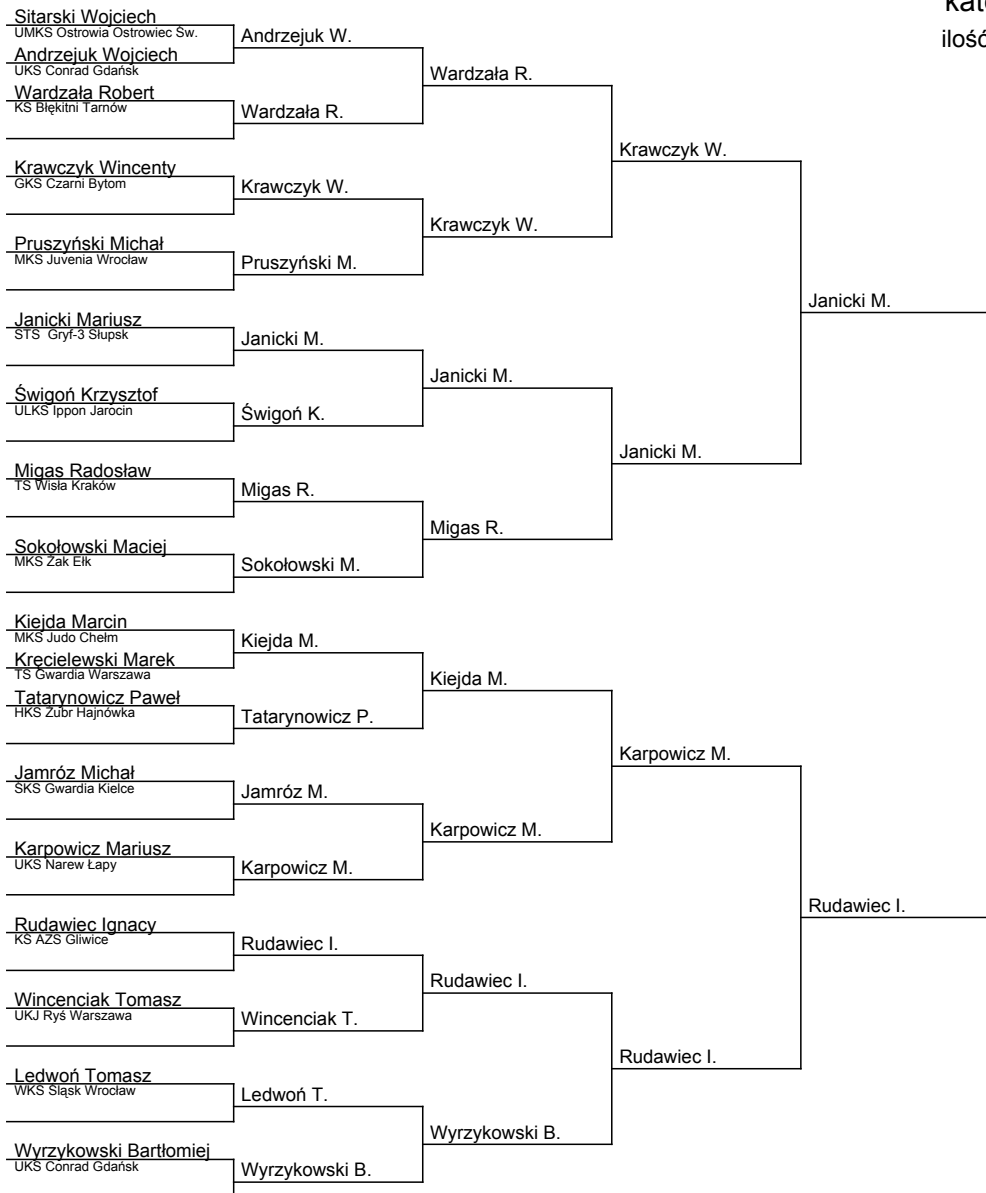 Sitarski Wojciech
UMKS Ostrovia Ostrowiec Św.
Andrzejuk Wojciech
UKS Conrad Gdańsk
Wardzała Robert
KS Błękitni Tarnów
Krawczyk Wincenty
GKS Czarni Bytom
Pruszyński Michał
MKS Juvenia Wrocław
Janicki Mariusz
STS Gryf-3 Słupsk
Świgoń Krzysztof
ULKS Ippon Jarocin
Migas Radosław
TS Wisła Kraków
Sokołowski Maciej
MKS Żak Ełk
Kiejda Marcin
MKS Judo Chełm
Kręcielewski Marek
TS Gwardia Warszawa
Tatarynowicz Paweł
HKS Żubr Hajnówka
Jamróz Michał
SKS Gwardia Kielce
Karpowicz Mariusz
UKS Narew Łapy
Rudawiec Ignacy
KS AZS Gliwice
Wincenciak Tomasz
UKJ Ryś Warszawa
Ledwoń Tomasz
WKS Śląsk Wrocław
Wyrzykowski Bartłomiej
UKS Conrad Gdańsk
Andrzejuk W.
Wardzała R.
Krawczyk W.
Pruszyński M.
Janicki M.
Świgoń K.
Migas R.
Sokołowski M.
Kiejda M.
Tatarynowicz P.
Jamróz M.
Karpowicz M.
Rudawiec I.
Wincenciak T.
Ledwoń T.
Wyrzykowski B.
Wardzała R.
Krawczyk W.
Janicki M.
Migas R.
Kiejda M.
Karpowicz M.
Rudawiec I.
Wyrzykowski B.
Krawczyk W.
Janicki M.
Karpowicz M.
Rudawiec I.
Janicki M.
Rudawiec I.
ilość